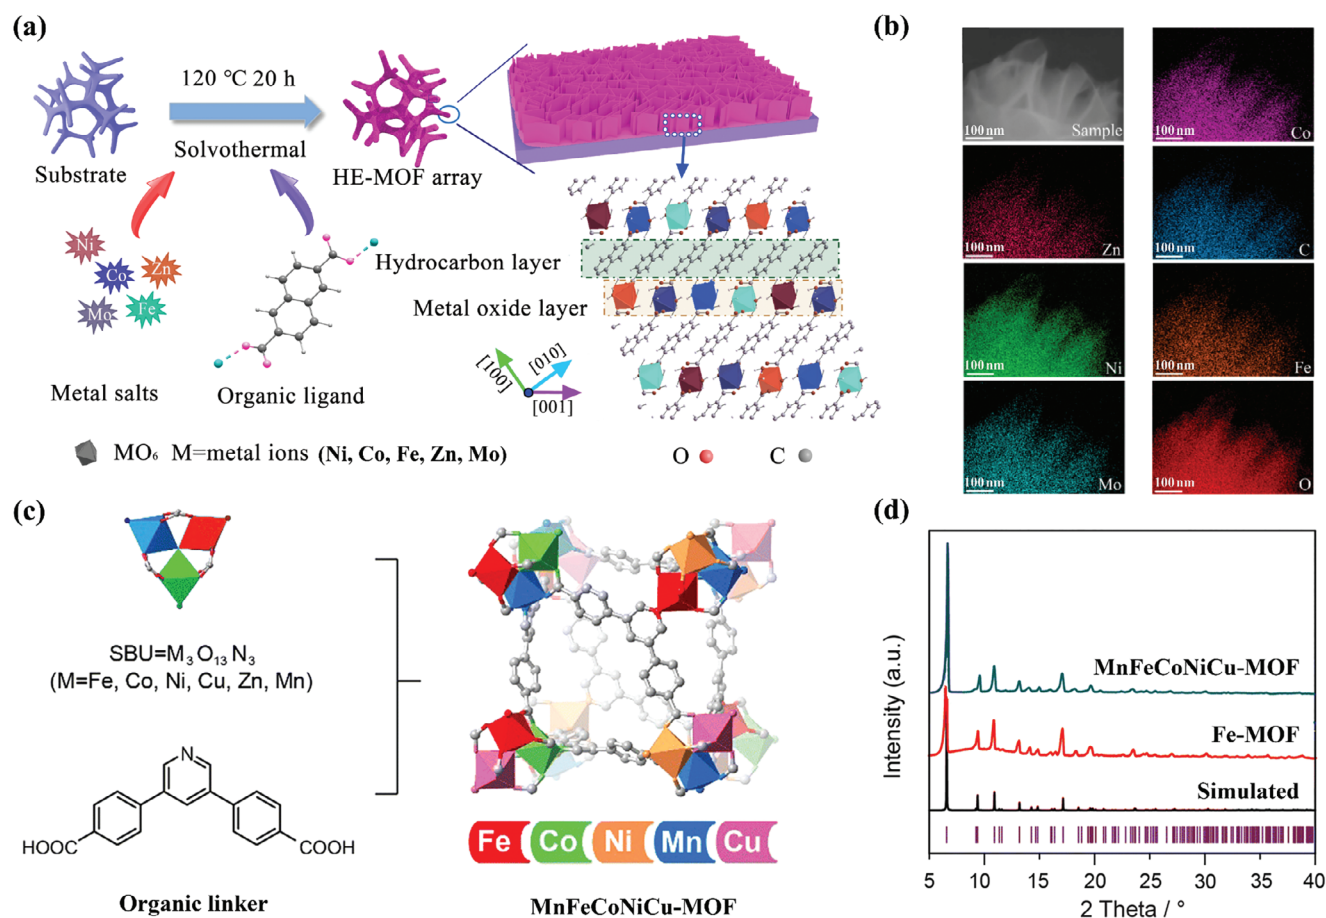 (a)
120 ℃ 20 h
Solvothermal
Substrate
HE-MOF array
Ni
Co
Zn
Mo
Fe
Metal salts
Organic ligand
Hydrocarbon layer
Metal oxide layer
[100]
[010]
[001]
MO₆ M=metal ions (Ni, Co, Fe, Zn, Mo)
O
C
(b)
100 nm
Sample
100 nm
Co
100 nm
Zn
100 nm
C
100 nm
Ni
100 nm
Fe
100 nm
Mo
100 nm
O
(c)
SBU=M₃O₁₃N₃
(M=Fe, Co, Ni, Cu, Zn, Mn)
N
HOOC
COOH
Organic linker
Fe
Co
Ni
Mn
Cu
MnFeCoNiCu-MOF
(d)
Intensity (a.u.)
MnFeCoNiCu-MOF
Fe-MOF
Simulated
5 10 15 20 25 30 35 40
2 Theta / °